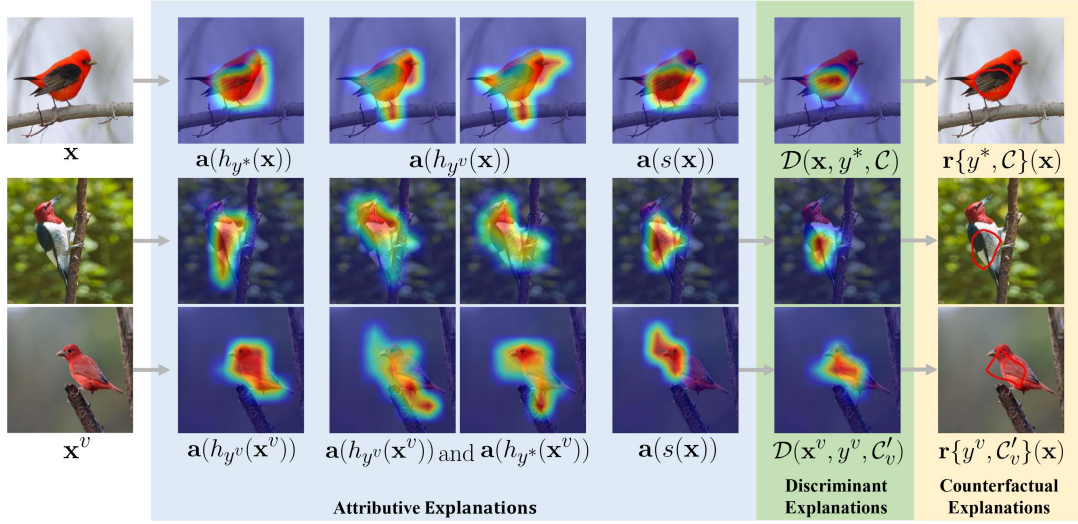 x
a(h_{y*}(x))
a(h_{y^v}(x))
a(s(x))
D(x, y*, C)
r{y*, C}(x)
x^v
a(h_{y^v}(x^v))
a(h_{y^v}(x^v)) and a(h_{y*}(x^v))
a(s(x))
D(x^v, y^v, C'_v)
r{y^v, C'_v}(x)
Attributive Explanations
Discriminant
Explanations
Counterfactual
Explanations